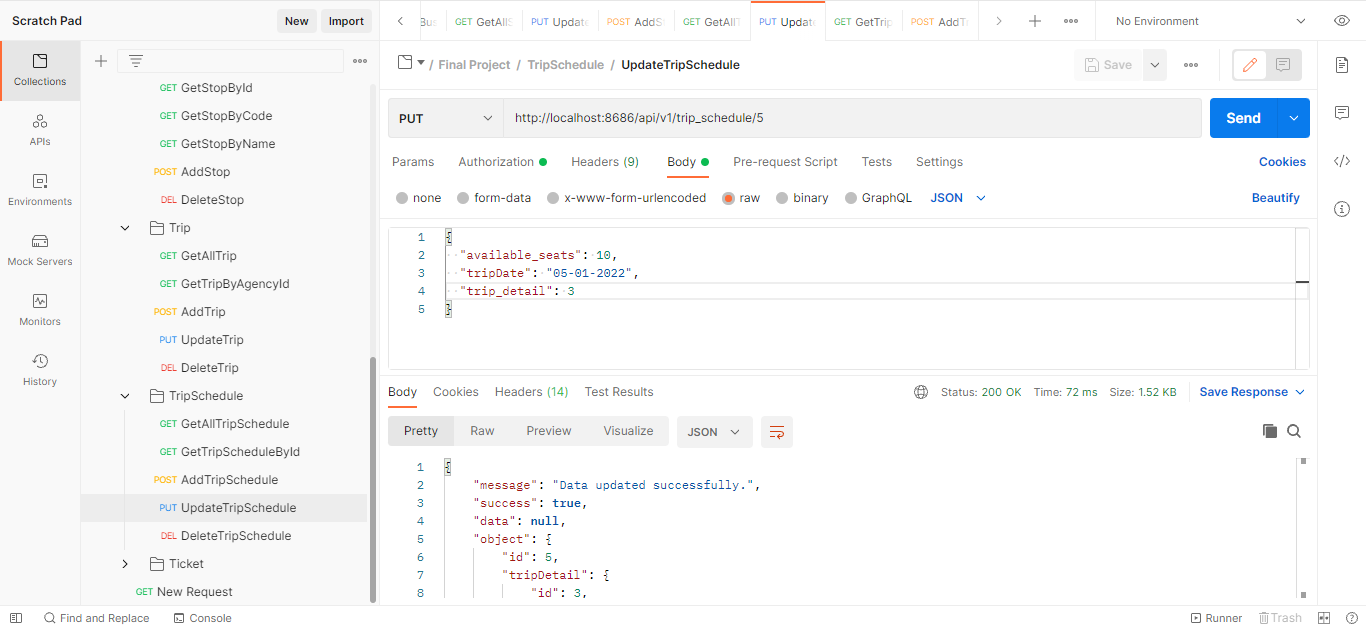 Scratch Pad
New
Import
Bus
GET GetAllS
PUT Update
POST AddS
GET GetAllT
PUT Update
GET GetTrip
POST AddT
No Environment
Collections
APIs
Environments
Mock Servers
Monitors
History
GET GetStopById
GET GetStopByCode
GET GetStopByName
POST AddStop
DEL DeleteStop
Trip
GET GetAllTrip
GET GetTripByAgencyId
POST AddTrip
PUT UpdateTrip
DEL DeleteTrip
TripSchedule
GET GetAllTripSchedule
GET GetTripScheduleById
POST AddTripSchedule
PUT UpdateTripSchedule
DEL DeleteTripSchedule
Ticket
GET New Request
/ Final Project / TripSchedule / UpdateTripSchedule
Save
PUT
http://localhost:8686/api/v1/trip_schedule/5
Send
Params Authorization Headers (9) Body Pre-request Script Tests Settings
Cookies
none form-data x-www-form-urlencoded raw binary GraphQL JSON
Beautify
1 {
2 "available_seats": 10,
3 "tripDate": "05-01-2022",
4 "trip_detail": 3
5 }
Body Cookies Headers (14) Test Results
Status: 200 OK Time: 72 ms Size: 1.52 KB
Save Response
Pretty Raw Preview Visualize JSON
1 {
2 "message": "Data updated successfully.",
3 "success": true,
4 "data": null,
5 "object": {
6 "id": 5,
7 "tripDetail": {
8 "id": 3,
Find and Replace Console
Runner Trash